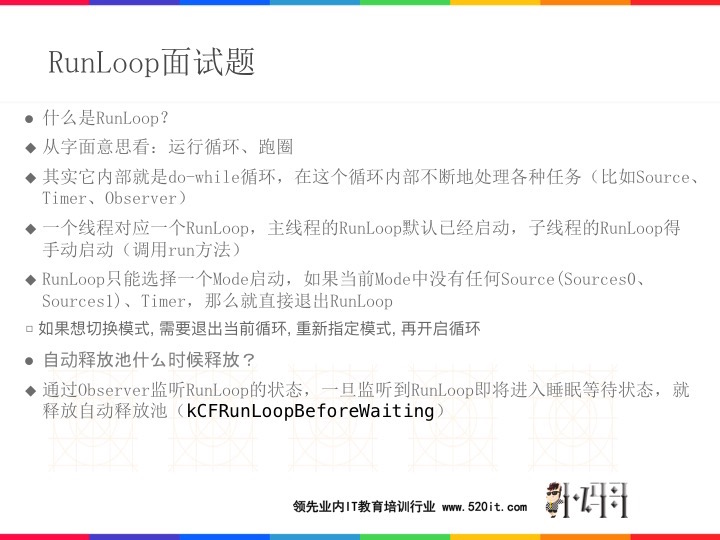 RunLoop面试题
● 什么是RunLoop？
◆ 从字面意思看：运行循环、跑圈
◆ 其实它内部就是do-while循环，在这个循环内部不断地处理各种任务（比如Source、
Timer、Observer）
◆ 一个线程对应一个RunLoop，主线程的RunLoop默认已经启动，子线程的RunLoop得
手动启动（调用run方法）
◆ RunLoop只能选择一个Mode启动，如果当前Mode中没有任何Source(Sources0、
Sources1)、Timer，那么就直接退出RunLoop
□ 如果想切换模式,需要退出当前循环,重新指定模式,再开启循环
● 自动释放池什么时候释放？
◆ 通过Observer监听RunLoop的状态，一旦监听到RunLoop即将进入睡眠等待状态，就
释放自动释放池（kCFRunLoopBeforeWaiting）
领先业内IT教育培训行业 www.520it.com
小码哥